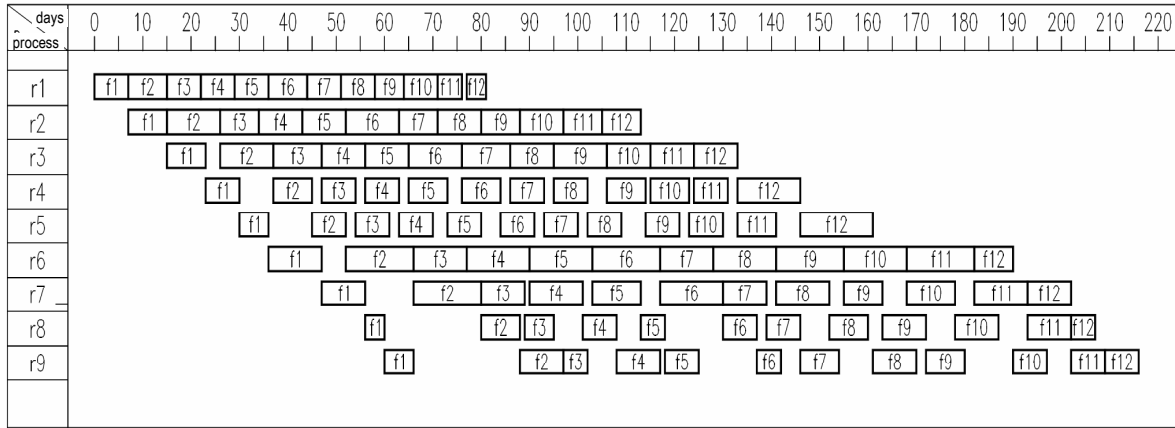 days
process
0 10 20 30 40 50 60 70 80 90 100 110 120 130 140 150 160 170 180 190 200 210 220
r1 f1 f2 f3 f4 f5 f6 f7 f8 f9 f10 f11 f12
r2 f1 f2 f3 f4 f5 f6 f7 f8 f9 f10 f11 f12
r3 f1 f2 f3 f4 f5 f6 f7 f8 f9 f10 f11 f12
r4 f1 f2 f3 f4 f5 f6 f7 f8 f9 f10 f11 f12
r5 f1 f2 f3 f4 f5 f6 f7 f8 f9 f10 f11 f12
r6 f1 f2 f3 f4 f5 f6 f7 f8 f9 f10 f11 f12
r7 f1 f2 f3 f4 f5 f6 f7 f8 f9 f10 f11 f12
r8 f1 f2 f3 f4 f5 f6 f7 f8 f9 f10 f11 f12
r9 f1 f2 f3 f4 f5 f6 f7 f8 f9 f10 f11 f12